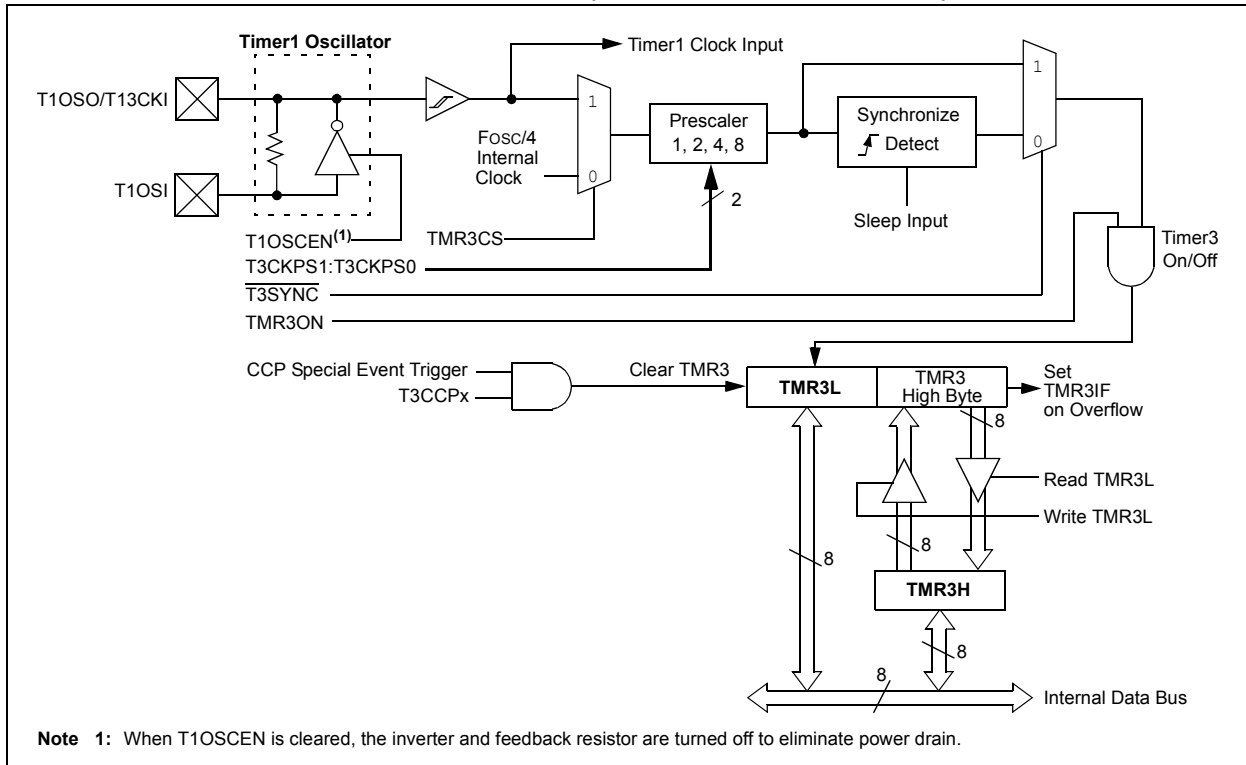 Timer1 Oscillator
Timer1 Clock Input
T1OSO/T13CKI
1
1
FOSC/4
Internal
Clock
Prescaler
1, 2, 4, 8
Synchronize
Detect
0
0
T1OSI
2
Sleep Input
T1OSCEN(1)
TMR3CS
Timer3
On/Off
T3CKPS1:T3CKPS0
T3SYNC
TMR3ON
CCP Special Event Trigger
T3CCPx
Clear TMR3
TMR3L
TMR3
High Byte
Set
TMR3IF
on Overflow
8
Read TMR3L
Write TMR3L
8
8
TMR3H
8
8
Internal Data Bus
Note 1: When T1OSCEN is cleared, the inverter and feedback resistor are turned off to eliminate power drain.